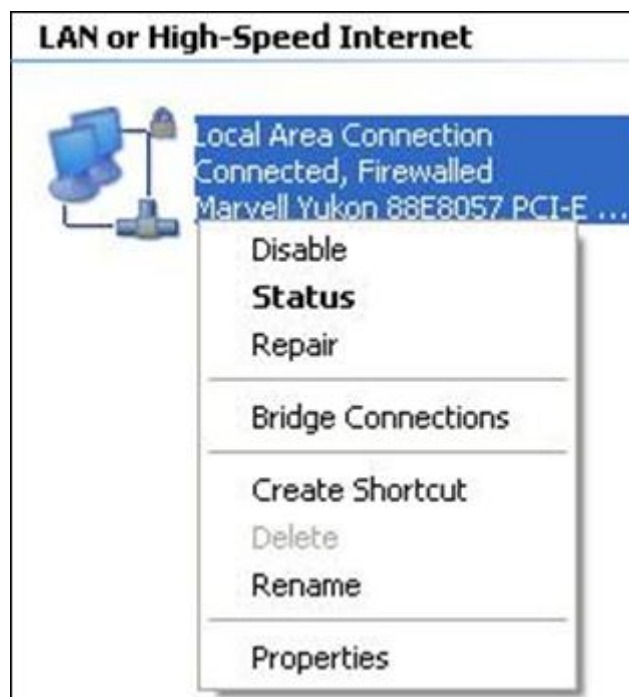 LAN or High-Speed Internet
Local Area Connection
Connected, Firewalled
Marvell Yukon 88E8057 PCI-E ...
Disable
Status
Repair
Bridge Connections
Create Shortcut
Delete
Rename
Properties